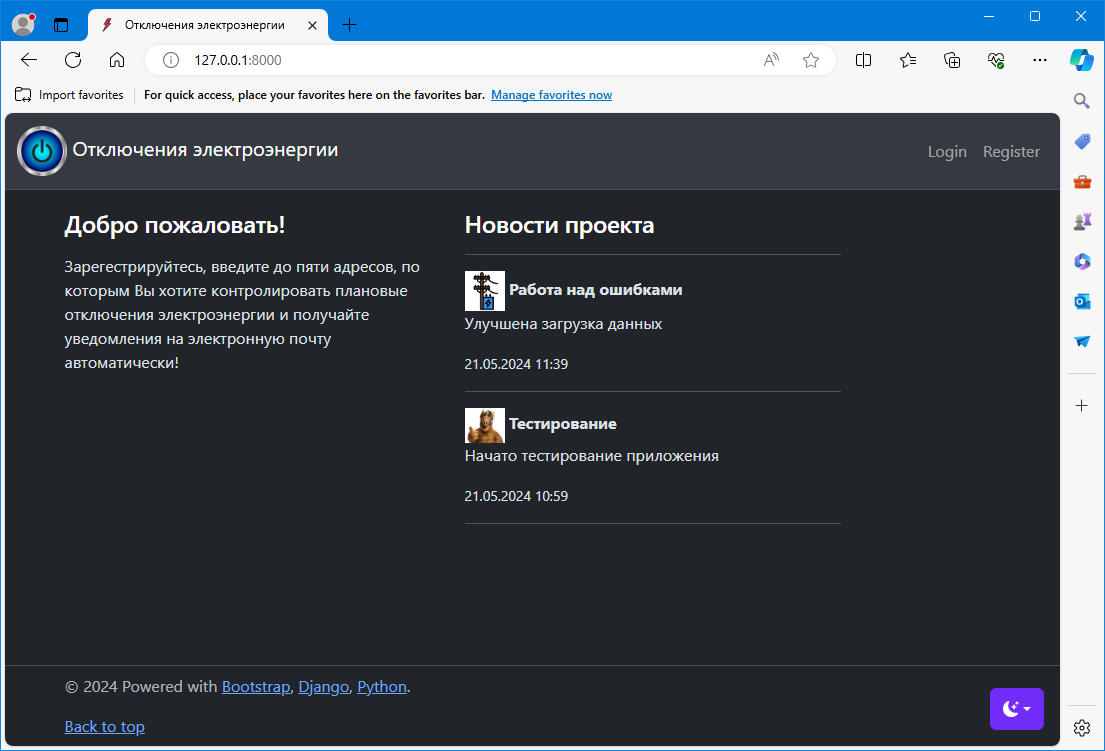 Отключения электроэнергии
127.0.0.1:8000
Import favorites
For quick access, place your favorites here on the favorites bar. Manage favorites now
Отключения электроэнергии
Login Register
Добро пожаловать!
Зарегестрируйтесь, введите до пяти адресов, по
которым Вы хотите контролировать плановые
отключения электроэнергии и получайте
уведомления на электронную почту
автоматически!
Новости проекта
Работа над ошибками
Улучшена загрузка данных
21.05.2024 11:39
Тестирование
Начато тестирование приложения
21.05.2024 10:59
© 2024 Powered with Bootstrap, Django, Python.
Back to top